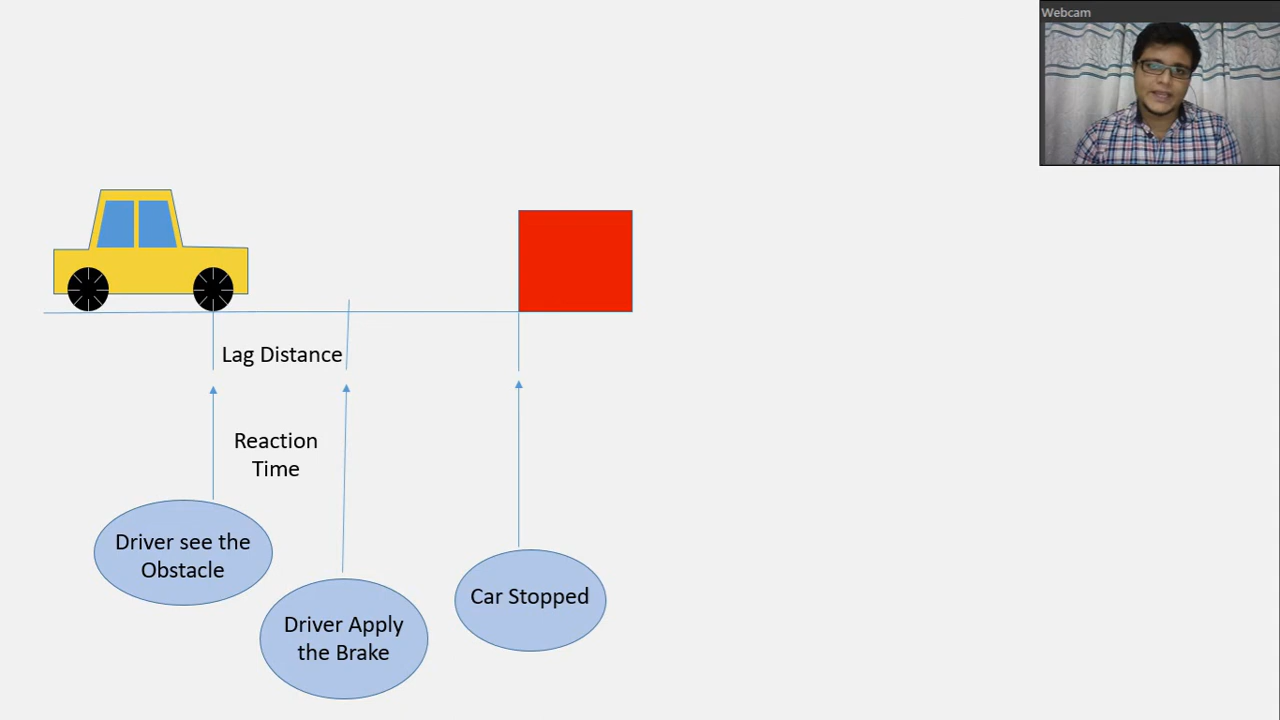 Webcam
Lag Distance
Reaction
Time
Driver see the
Obstacle
Driver Apply
the Brake
Car Stopped